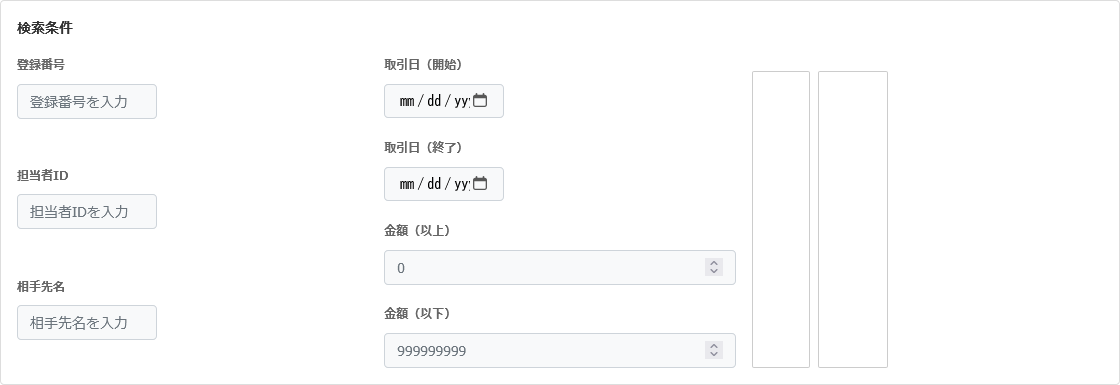 検索条件
登録番号
登録番号を入力
担当者ID
担当者IDを入力
相手先名
相手先名を入力
取引日（開始）
mm/dd/yy
取引日（終了）
mm/dd/yy
金額（以上）
0
金額（以下）
999999999